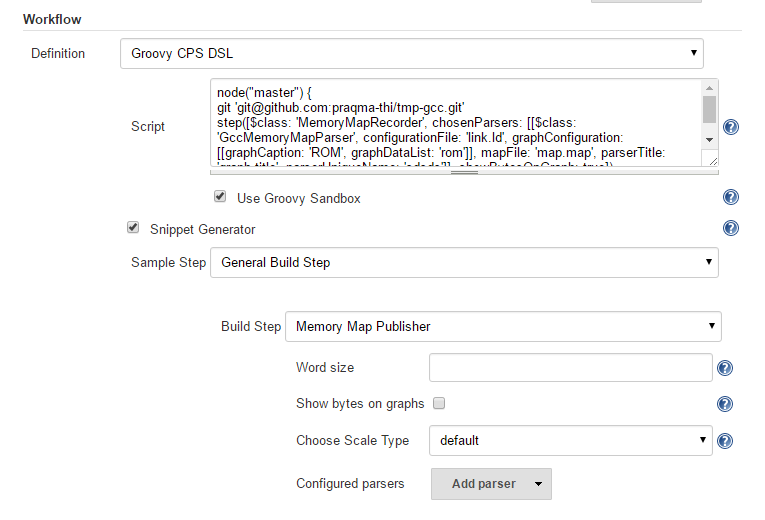 Workflow
Definition Groovy CPS DSL
Script
node("master") {
git 'git@github.com:praqma-thi/tmp-gcc.git'
step([$class: 'MemoryMapRecorder', chosenParsers: [[$class:
'GccMemoryMapParser', configurationFile: 'link.ld', graphConfiguration:
[[graphCaption: 'ROM', graphDataList: 'rom']], mapFile: 'map.map', parserTitle:
Use Groovy Sandbox
Snippet Generator
Sample Step General Build Step
Build Step Memory Map Publisher
Word size
Show bytes on graphs
Choose Scale Type default
Configured parsers Add parser